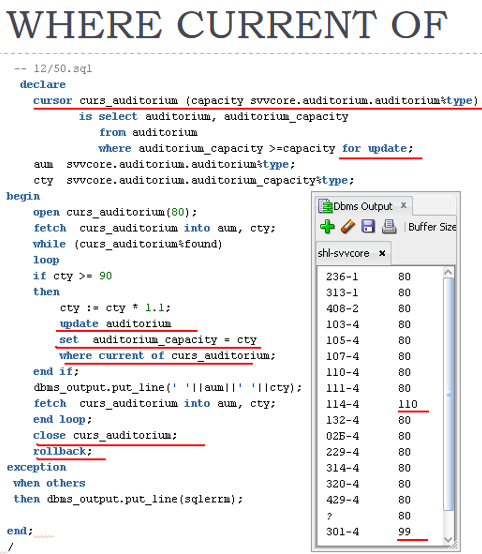 WHERE CURRENT OF
-- 12/50.sql
declare
cursor curs_auditorium (capacity svvcore.auditorium.auditorium%type)
is select auditorium, auditorium_capacity
from auditorium
where auditorium_capacity >=capacity for update;
aum svvcore.auditorium.auditorium%type;
cty svvcore.auditorium.auditorium_capacity%type;
begin
open curs_auditorium(80);
fetch curs_auditorium into aum, cty;
while (curs_auditorium%found)
loop
if cty >= 90
then
cty := cty * 1.1;
update auditorium
set auditorium_capacity = cty
where current of curs_auditorium;
end if;
dbms_output.put_line(' '||aum||' '||cty);
fetch curs_auditorium into aum, cty;
end loop;
close curs_auditorium;
rollback;
exception
when others
then dbms_output.put_line(sqlerrm);
end;
/
Dbms Output x
Buffer Size
shl-svvcore x
236-1 80
313-1 80
408-2 80
103-4 80
105-4 80
107-4 80
110-4 80
111-4 80
114-4 110
132-4 80
02Б-4 80
229-4 80
314-4 80
320-4 80
429-4 80
? 80
301-4 99